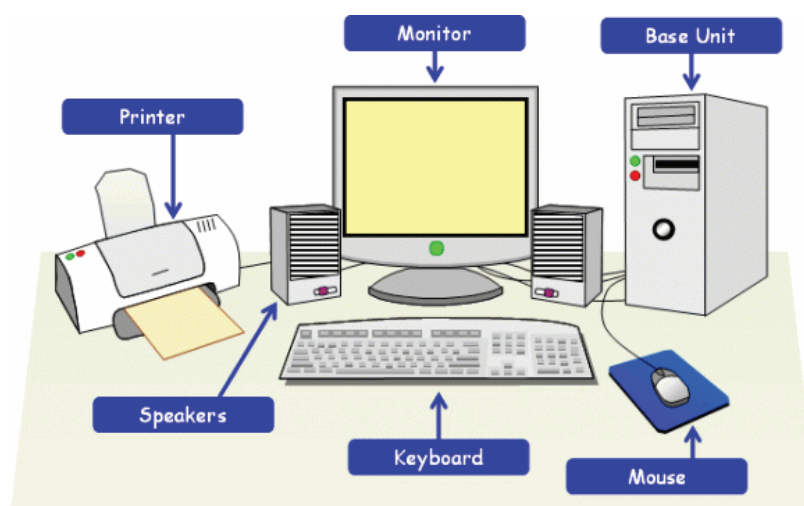 Monitor
Base Unit
Printer
Speakers
Keyboard
Mouse